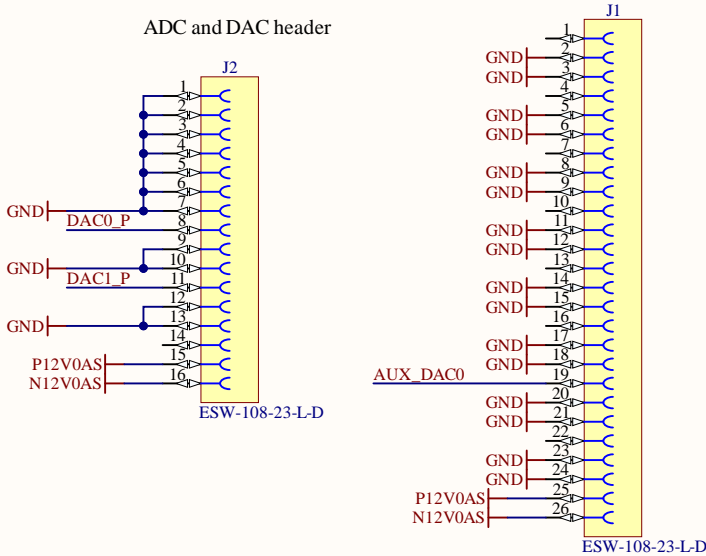 ADC and DAC header
J2
1
2
3
4
5
6
GND
7
DAC0_P
8
9
GND
10
DAC1_P
11
12
GND
13
14
P12V0AS
15
N12V0AS
16
ESW-108-23-L-D
J1
1
GND
2
GND
3
4
GND
5
GND
6
7
GND
8
GND
9
10
GND
11
GND
12
13
GND
14
GND
15
16
GND
17
GND
18
AUX_DAC0
19
GND
20
GND
21
22
GND
23
GND
24
P12V0AS
25
N12V0AS
26
ESW-108-23-L-D